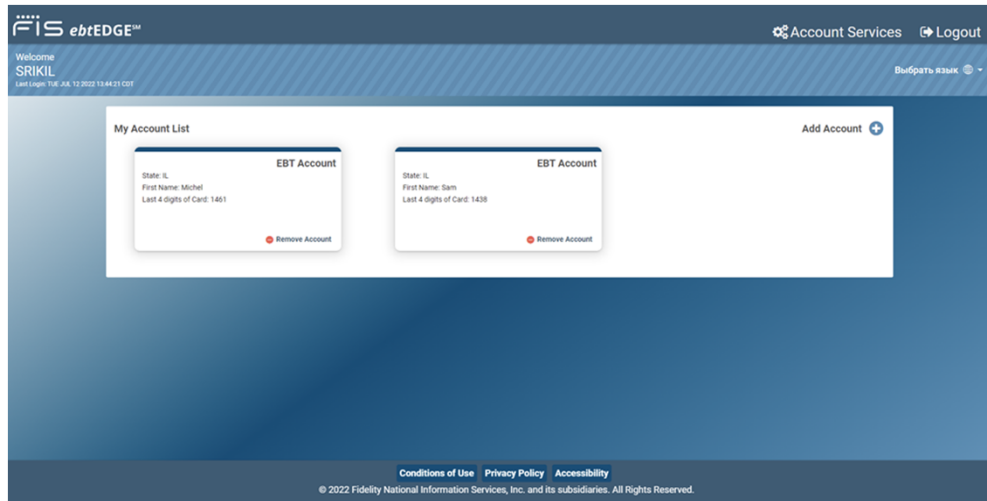 FIS ebtEDGE℠
Account Services
Logout
Welcome
SRIKIL
Last Login: TUE JUL 12 2022 13:44:21 CDT
Выбрать язык
My Account List
Add Account
EBT Account
State: IL
First Name: Michel
Last 4 digits of Card: 1461
Remove Account
EBT Account
State: IL
First Name: Sam
Last 4 digits of Card: 1438
Remove Account
Conditions of Use Privacy Policy Accessibility
© 2022 Fidelity National Information Services, Inc. and its subsidiaries. All Rights Reserved.